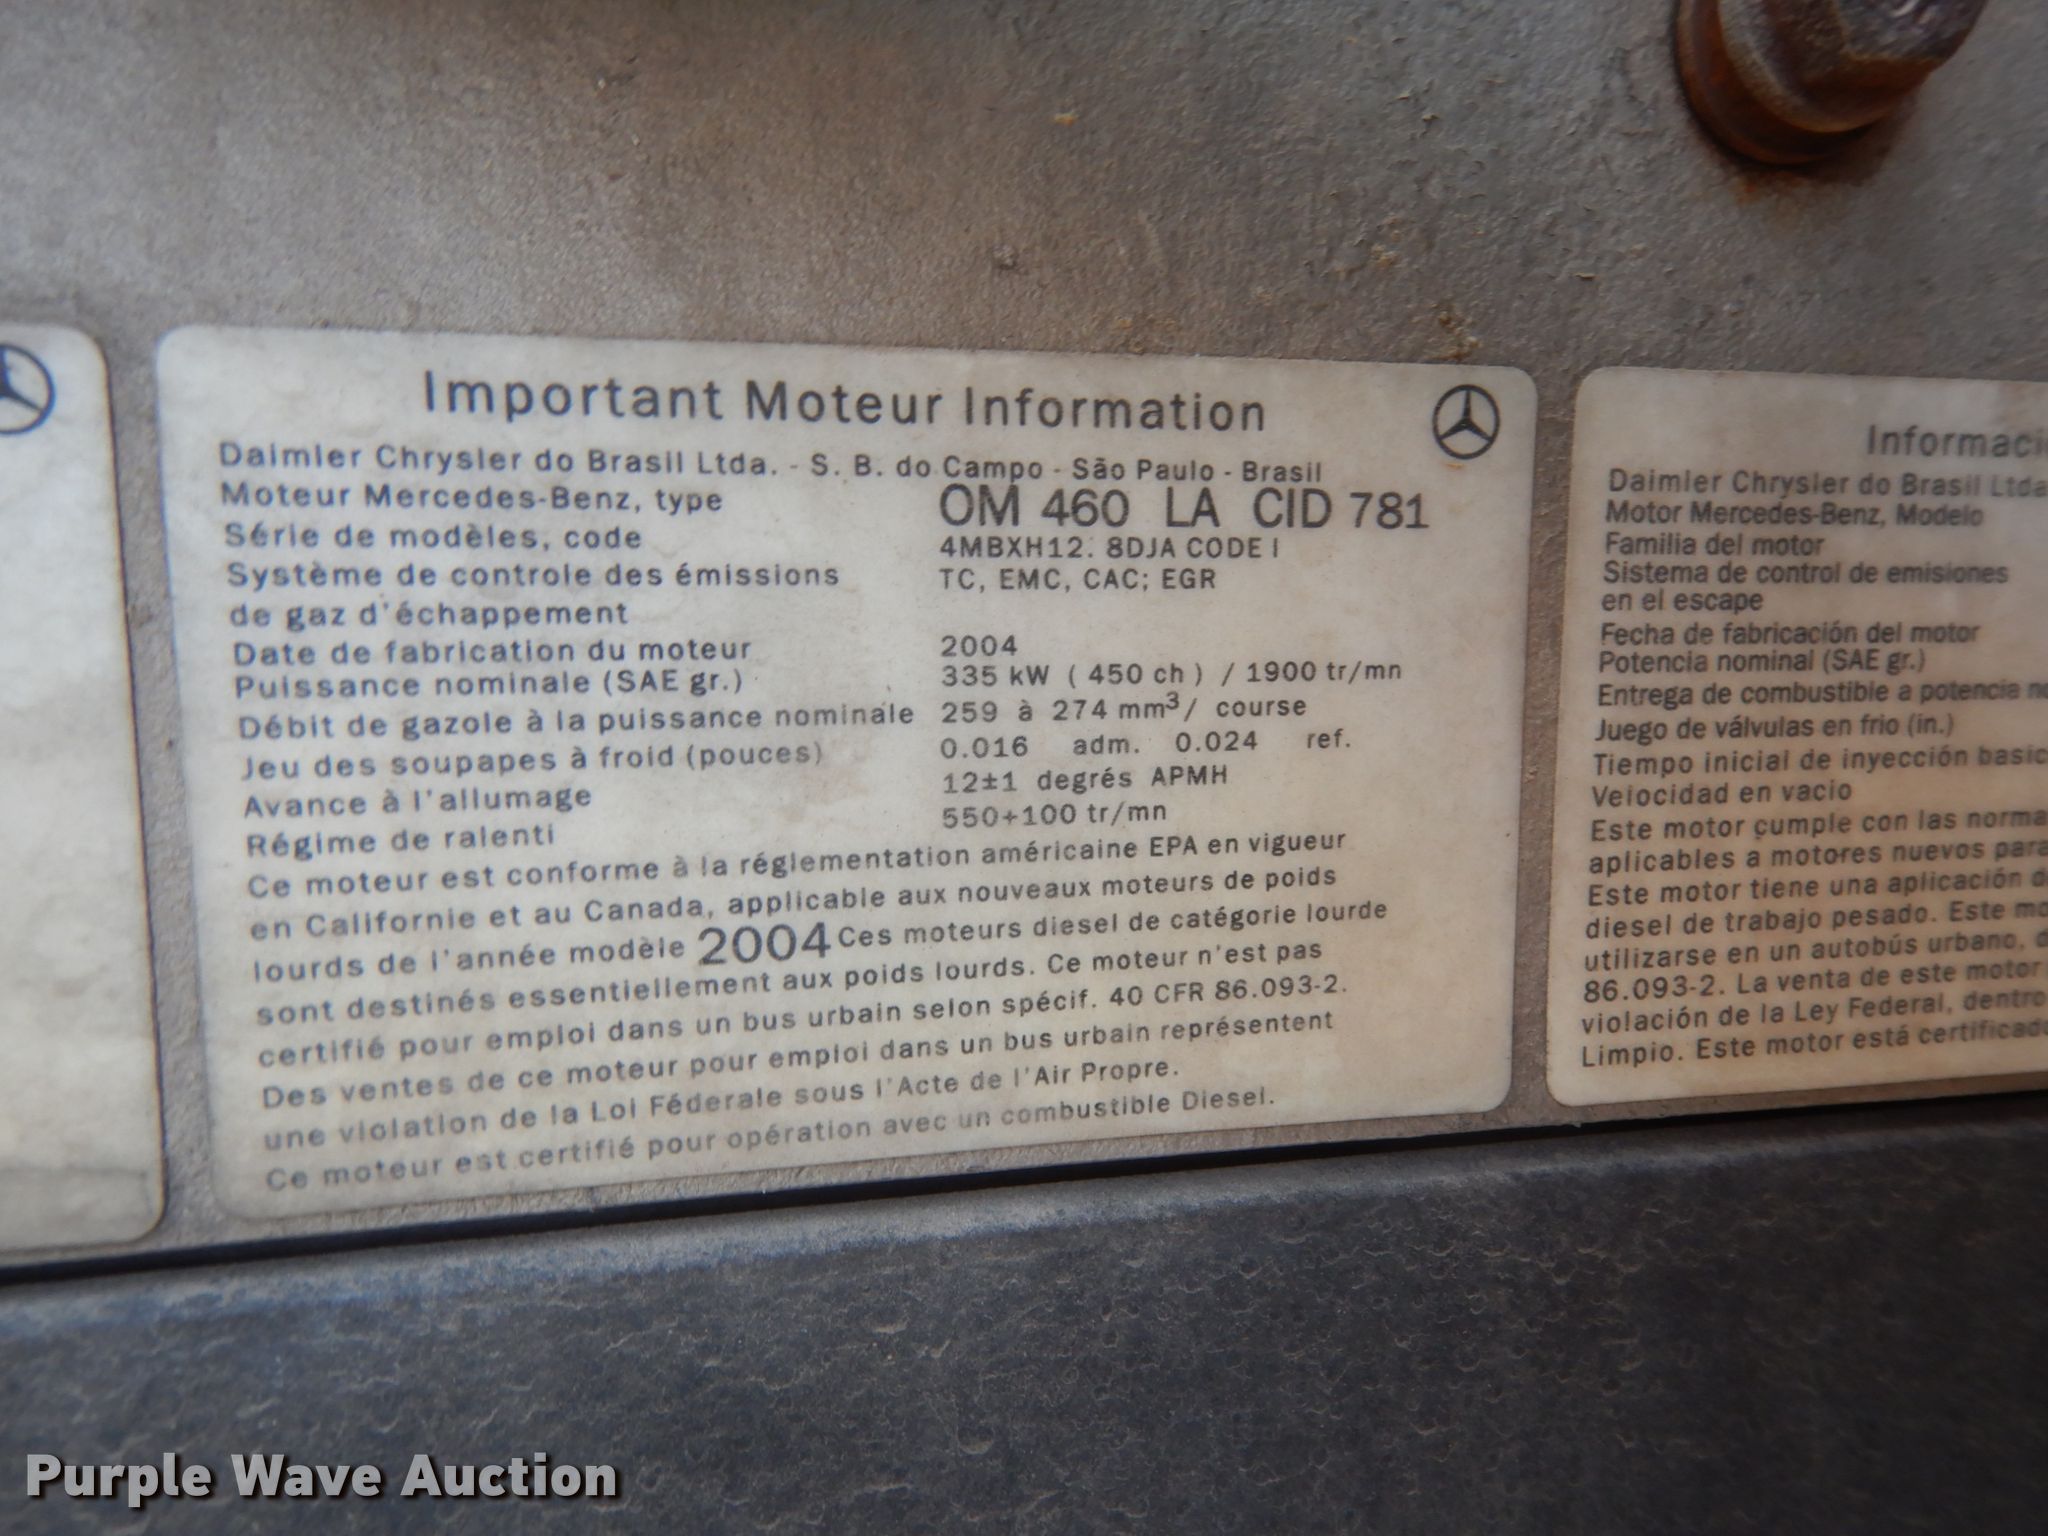 Important Moteur Information
Daimler Chrysler do Brasil Ltda. - S. B. do Campo - São Paulo - Brasil
Moteur Mercedes-Benz, type OM 460 LA CID 781
Série de modèles, code 4MBXH12. 8DJA CODE I
Système de controle des émissions TC, EMC, CAC; EGR
de gaz d'échappement
Date de fabrication du moteur 2004
Puissance nominale (SAE gr.) 335 kW ( 450 ch ) / 1900 tr/mn
Débit de gazole à la puissance nominale 259 à 274 mm³/ course
Jeu des soupapes à froid (pouces) 0.016 adm. 0.024 ref.
Avance à l'allumage 12±1 degrés APMH
Régime de ralenti 550+100 tr/mn
Ce moteur est conforme à la réglementation américaine EPA en vigueur
en Californie et au Canada, applicable aux nouveaux moteurs de poids
lourds de l'année modèle 2004 Ces moteurs diesel de catégorie lourde
sont destinés essentiellement aux poids lourds. Ce moteur n'est pas
certifié pour emploi dans un bus urbain selon spécif. 40 CFR 86.093-2.
Des ventes de ce moteur pour emploi dans un bus urbain représentent
une violation de la Loi Féderale sous l'Acte de l'Air Propre.
Ce moteur est certifié pour opération avec un combustible Diesel.
Daimler Chrysler do Brasil
Motor Mercedes-Benz, Modelo
Familia del motor
Sistema de control de emisiones
en el escape
Fecha de fabricación del motor
Potencia nominal (SAE gr.)
Entrega de combustible a potencia
Juego de válvulas en frio (in.)
Tiempo inicial de inyección
Velocidad en vacio
Este motor cumple con las
aplicables a motores nuevos
Este motor tiene una aplicación
diesel de trabajo pesado. Este
utilizarse en un autobús urbano,
86.093-2. La venta de este motor
violación de la Ley Federal, dentro
Limpio. Este motor está
Purple Wave Auction